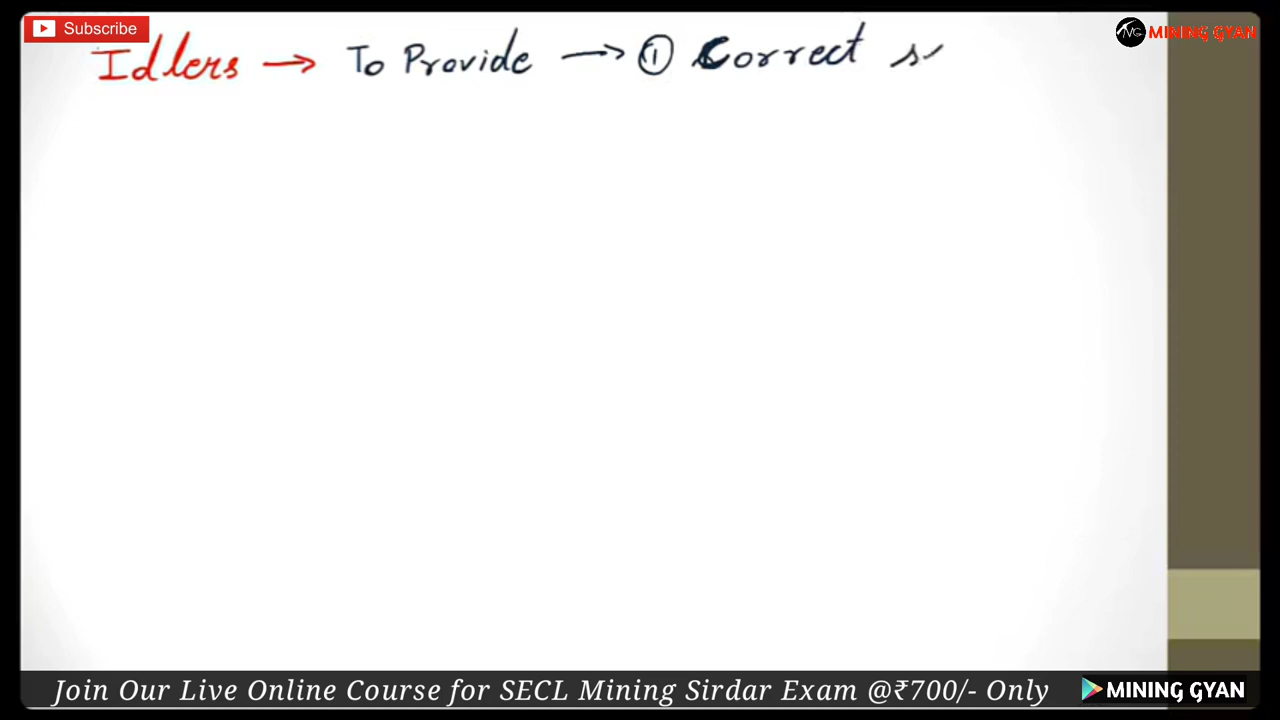 Subscribe
MINING GYAN
Idlers → To Provide → ① Correct s
Join Our Live Online Course for SECL Mining Sirdar Exam @₹700/- Only
MINING GYAN